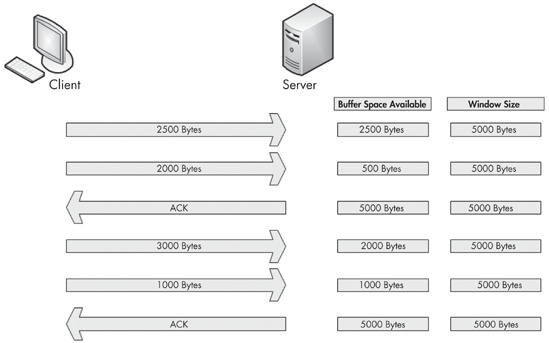 Client Server
Buffer Space Available Window Size
2500 Bytes 2500 Bytes 5000 Bytes
2000 Bytes 500 Bytes 5000 Bytes
ACK 5000 Bytes 5000 Bytes
3000 Bytes 2000 Bytes 5000 Bytes
1000 Bytes 1000 Bytes 5000 Bytes
ACK 5000 Bytes 5000 Bytes